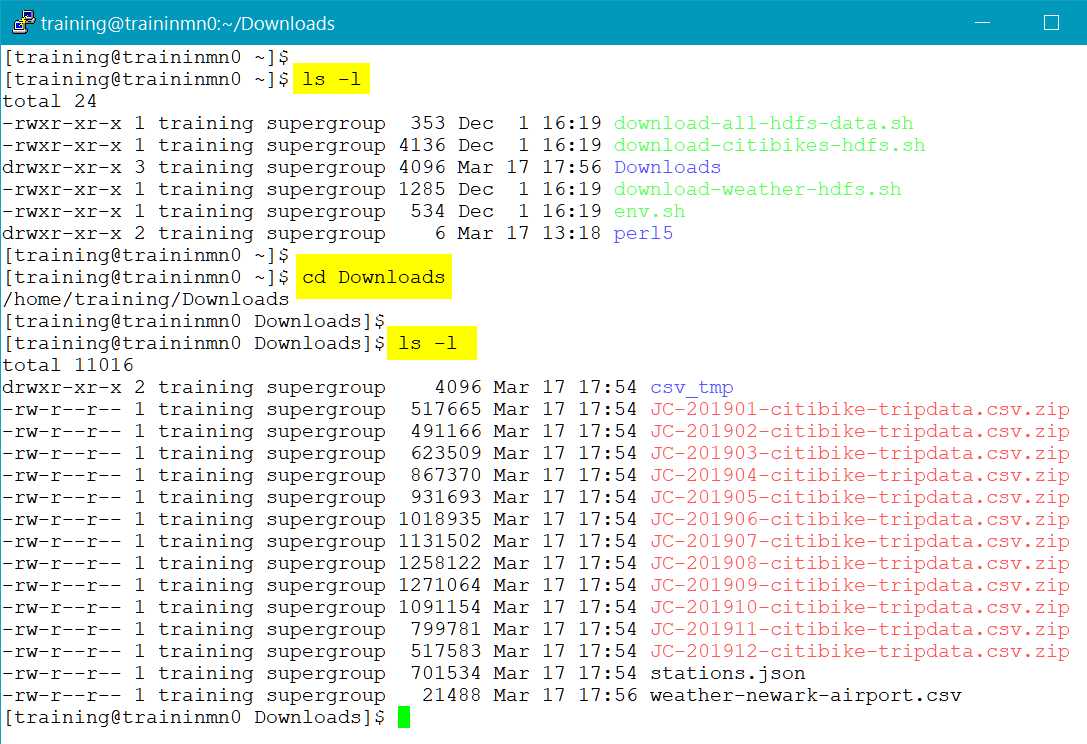 training@traininmn0:~/Downloads
[training@traininmn0 ~]$
[training@traininmn0 ~]$ ls -l
total 24
-rwxr-xr-x 1 training supergroup  353 Dec  1 16:19 download-all-hdfs-data.sh
-rwxr-xr-x 1 training supergroup 4136 Dec  1 16:19 download-citibikes-hdfs.sh
drwxr-xr-x 3 training supergroup 4096 Mar 17 17:56 Downloads
-rwxr-xr-x 1 training supergroup 1285 Dec  1 16:19 download-weather-hdfs.sh
-rwxr-xr-x 1 training supergroup  534 Dec  1 16:19 env.sh
drwxr-xr-x 2 training supergroup    6 Mar 17 13:18 perl5
[training@traininmn0 ~]$
[training@traininmn0 ~]$ cd Downloads
/home/training/Downloads
[training@traininmn0 Downloads]$
[training@traininmn0 Downloads]$ ls -l
total 11016
drwxr-xr-x 2 training supergroup    4096 Mar 17 17:54 csv_tmp
-rw-r--r-- 1 training supergroup  517665 Mar 17 17:54 JC-201901-citibike-tripdata.csv.zip
-rw-r--r-- 1 training supergroup  491166 Mar 17 17:54 JC-201902-citibike-tripdata.csv.zip
-rw-r--r-- 1 training supergroup  623509 Mar 17 17:54 JC-201903-citibike-tripdata.csv.zip
-rw-r--r-- 1 training supergroup  867370 Mar 17 17:54 JC-201904-citibike-tripdata.csv.zip
-rw-r--r-- 1 training supergroup  931693 Mar 17 17:54 JC-201905-citibike-tripdata.csv.zip
-rw-r--r-- 1 training supergroup 1018935 Mar 17 17:54 JC-201906-citibike-tripdata.csv.zip
-rw-r--r-- 1 training supergroup 1131502 Mar 17 17:54 JC-201907-citibike-tripdata.csv.zip
-rw-r--r-- 1 training supergroup 1258122 Mar 17 17:54 JC-201908-citibike-tripdata.csv.zip
-rw-r--r-- 1 training supergroup 1271064 Mar 17 17:54 JC-201909-citibike-tripdata.csv.zip
-rw-r--r-- 1 training supergroup 1091154 Mar 17 17:54 JC-201910-citibike-tripdata.csv.zip
-rw-r--r-- 1 training supergroup  799781 Mar 17 17:54 JC-201911-citibike-tripdata.csv.zip
-rw-r--r-- 1 training supergroup  517583 Mar 17 17:54 JC-201912-citibike-tripdata.csv.zip
-rw-r--r-- 1 training supergroup  701534 Mar 17 17:54 stations.json
-rw-r--r-- 1 training supergroup   21488 Mar 17 17:56 weather-newark-airport.csv
[training@traininmn0 Downloads]$